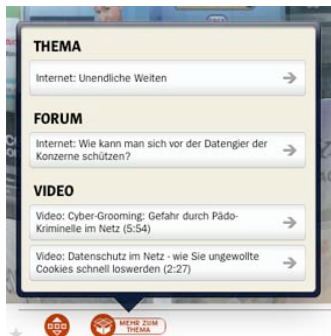 THEMA
Internet: Unendliche Weiten
FORUM
Internet: Wie kann man sich vor der Datengier der
Konzerne schützen?
VIDEO
Video: Cyber-Grooming: Gefahr durch Pädo-
Kriminelle im Netz (5:54)
Video: Datenschutz im Netz - wie Sie ungewollte
Cookies schnell loswerden (2:27)
MEHR ZUM
THEMA